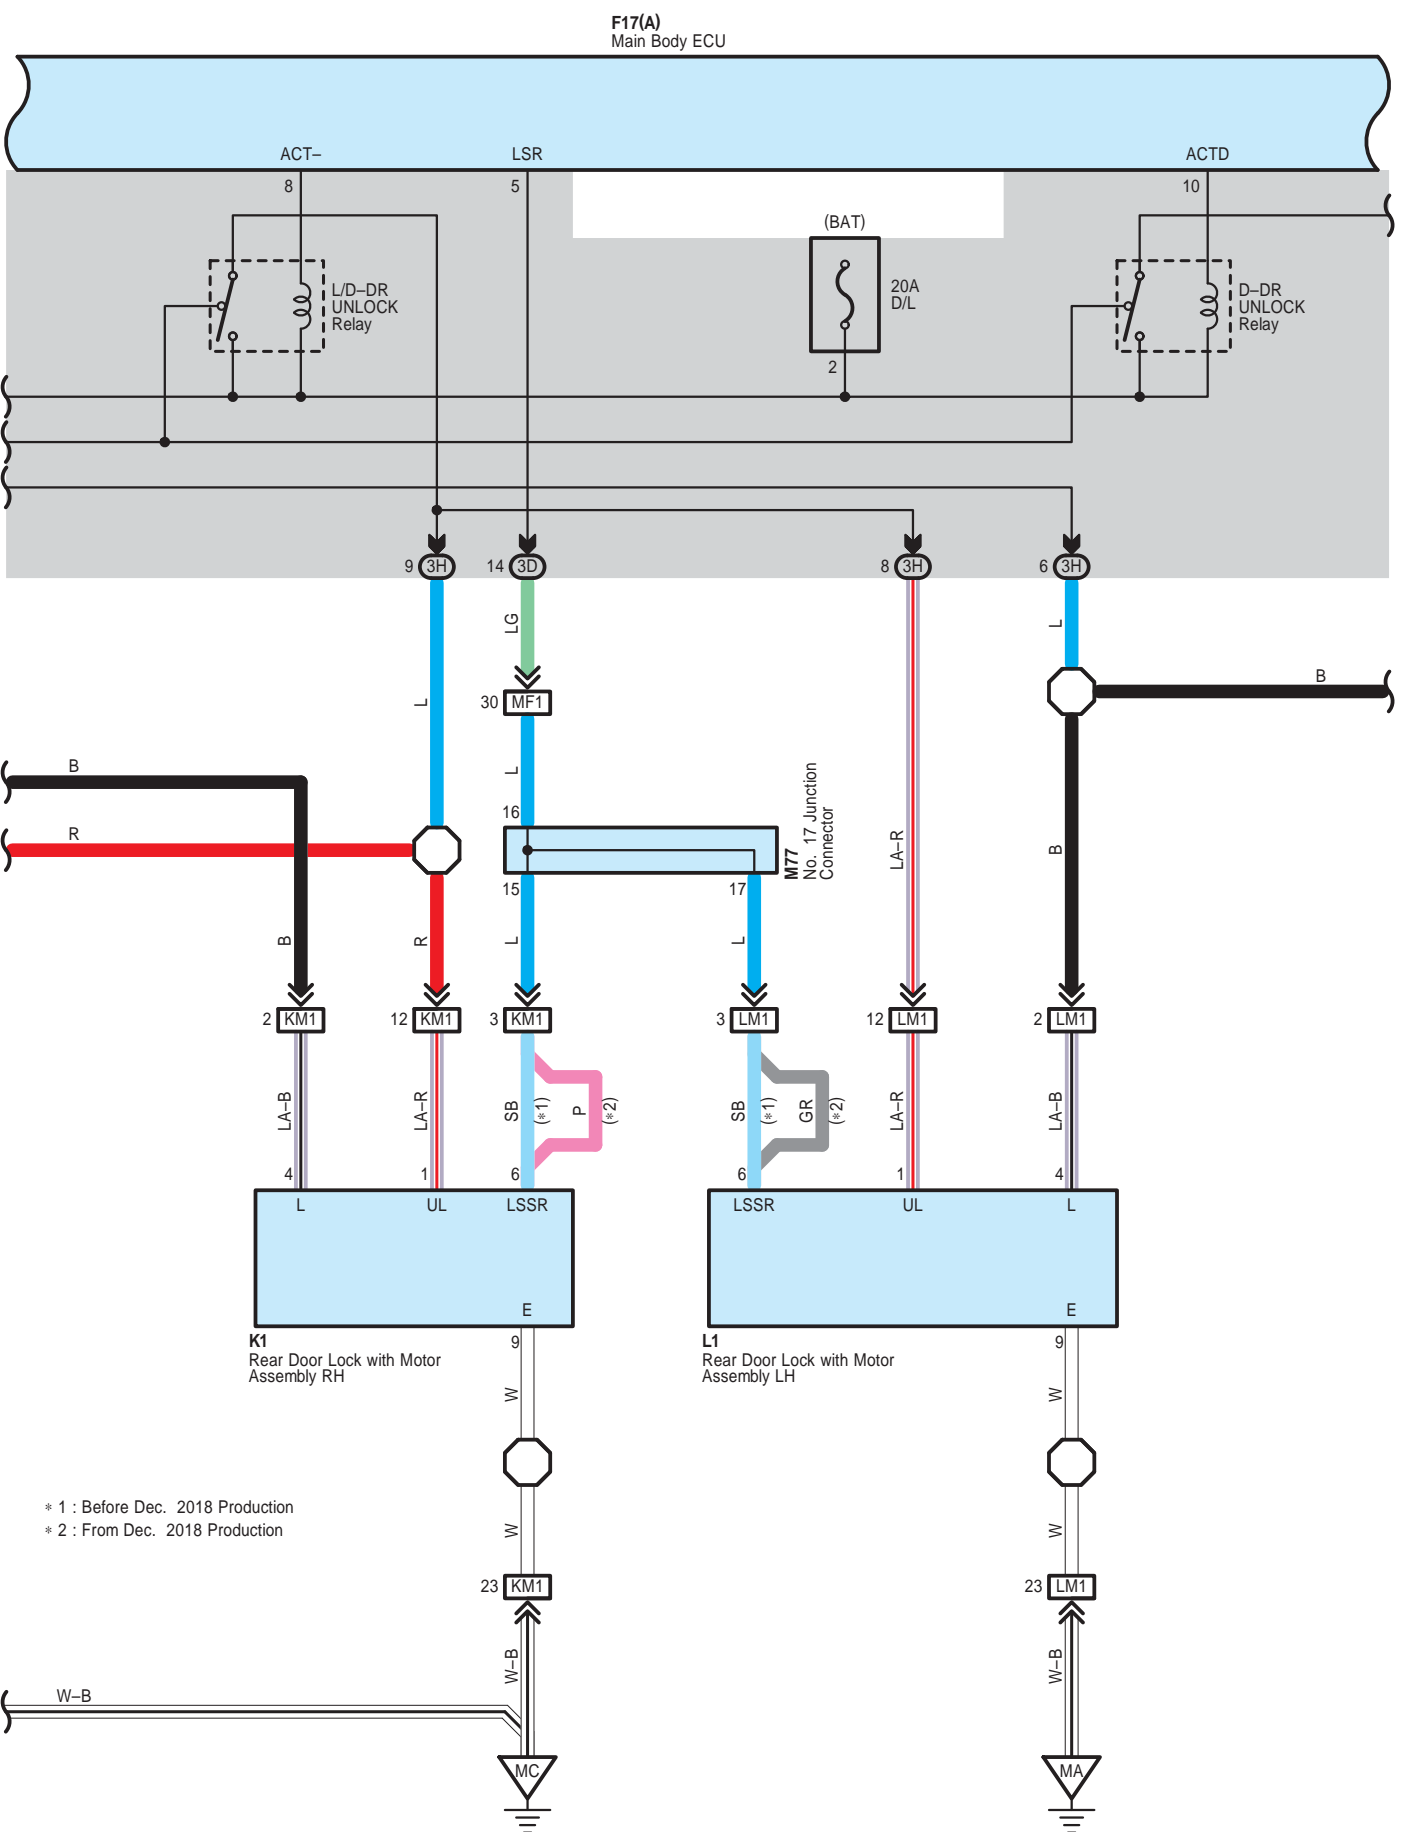 F17(A)
Main Body ECU
ACT–
LSR
ACTD
8
5
10
(BAT)
L/D–DR
UNLOCK
Relay
20A
D/L
D–DR
UNLOCK
Relay
2
9 3H
14 3D
8 3H
6 3H
LG
L
L
30 MF1
B
L
B
R
16
M77
No. 17 Junction
Connector
LA–R
B
15
17
B
R
L
L
2 KM1
12 KM1
3 KM1
3 LM1
12 LM1
2 LM1
LA–B
LA–R
SB
(*1)
P
(*2)
SB
(*1)
GR
(*2)
LA–R
LA–B
4
1
6
6
1
4
L
UL
LSSR
LSSR
UL
L
E
E
K1
Rear Door Lock with Motor
Assembly RH
9
L1
Rear Door Lock with Motor
Assembly LH
9
W
W
* 1 : Before Dec. 2018 Production
* 2 : From Dec. 2018 Production
W
W
23 KM1
23 LM1
W–B
W–B
W–B
MC
MA